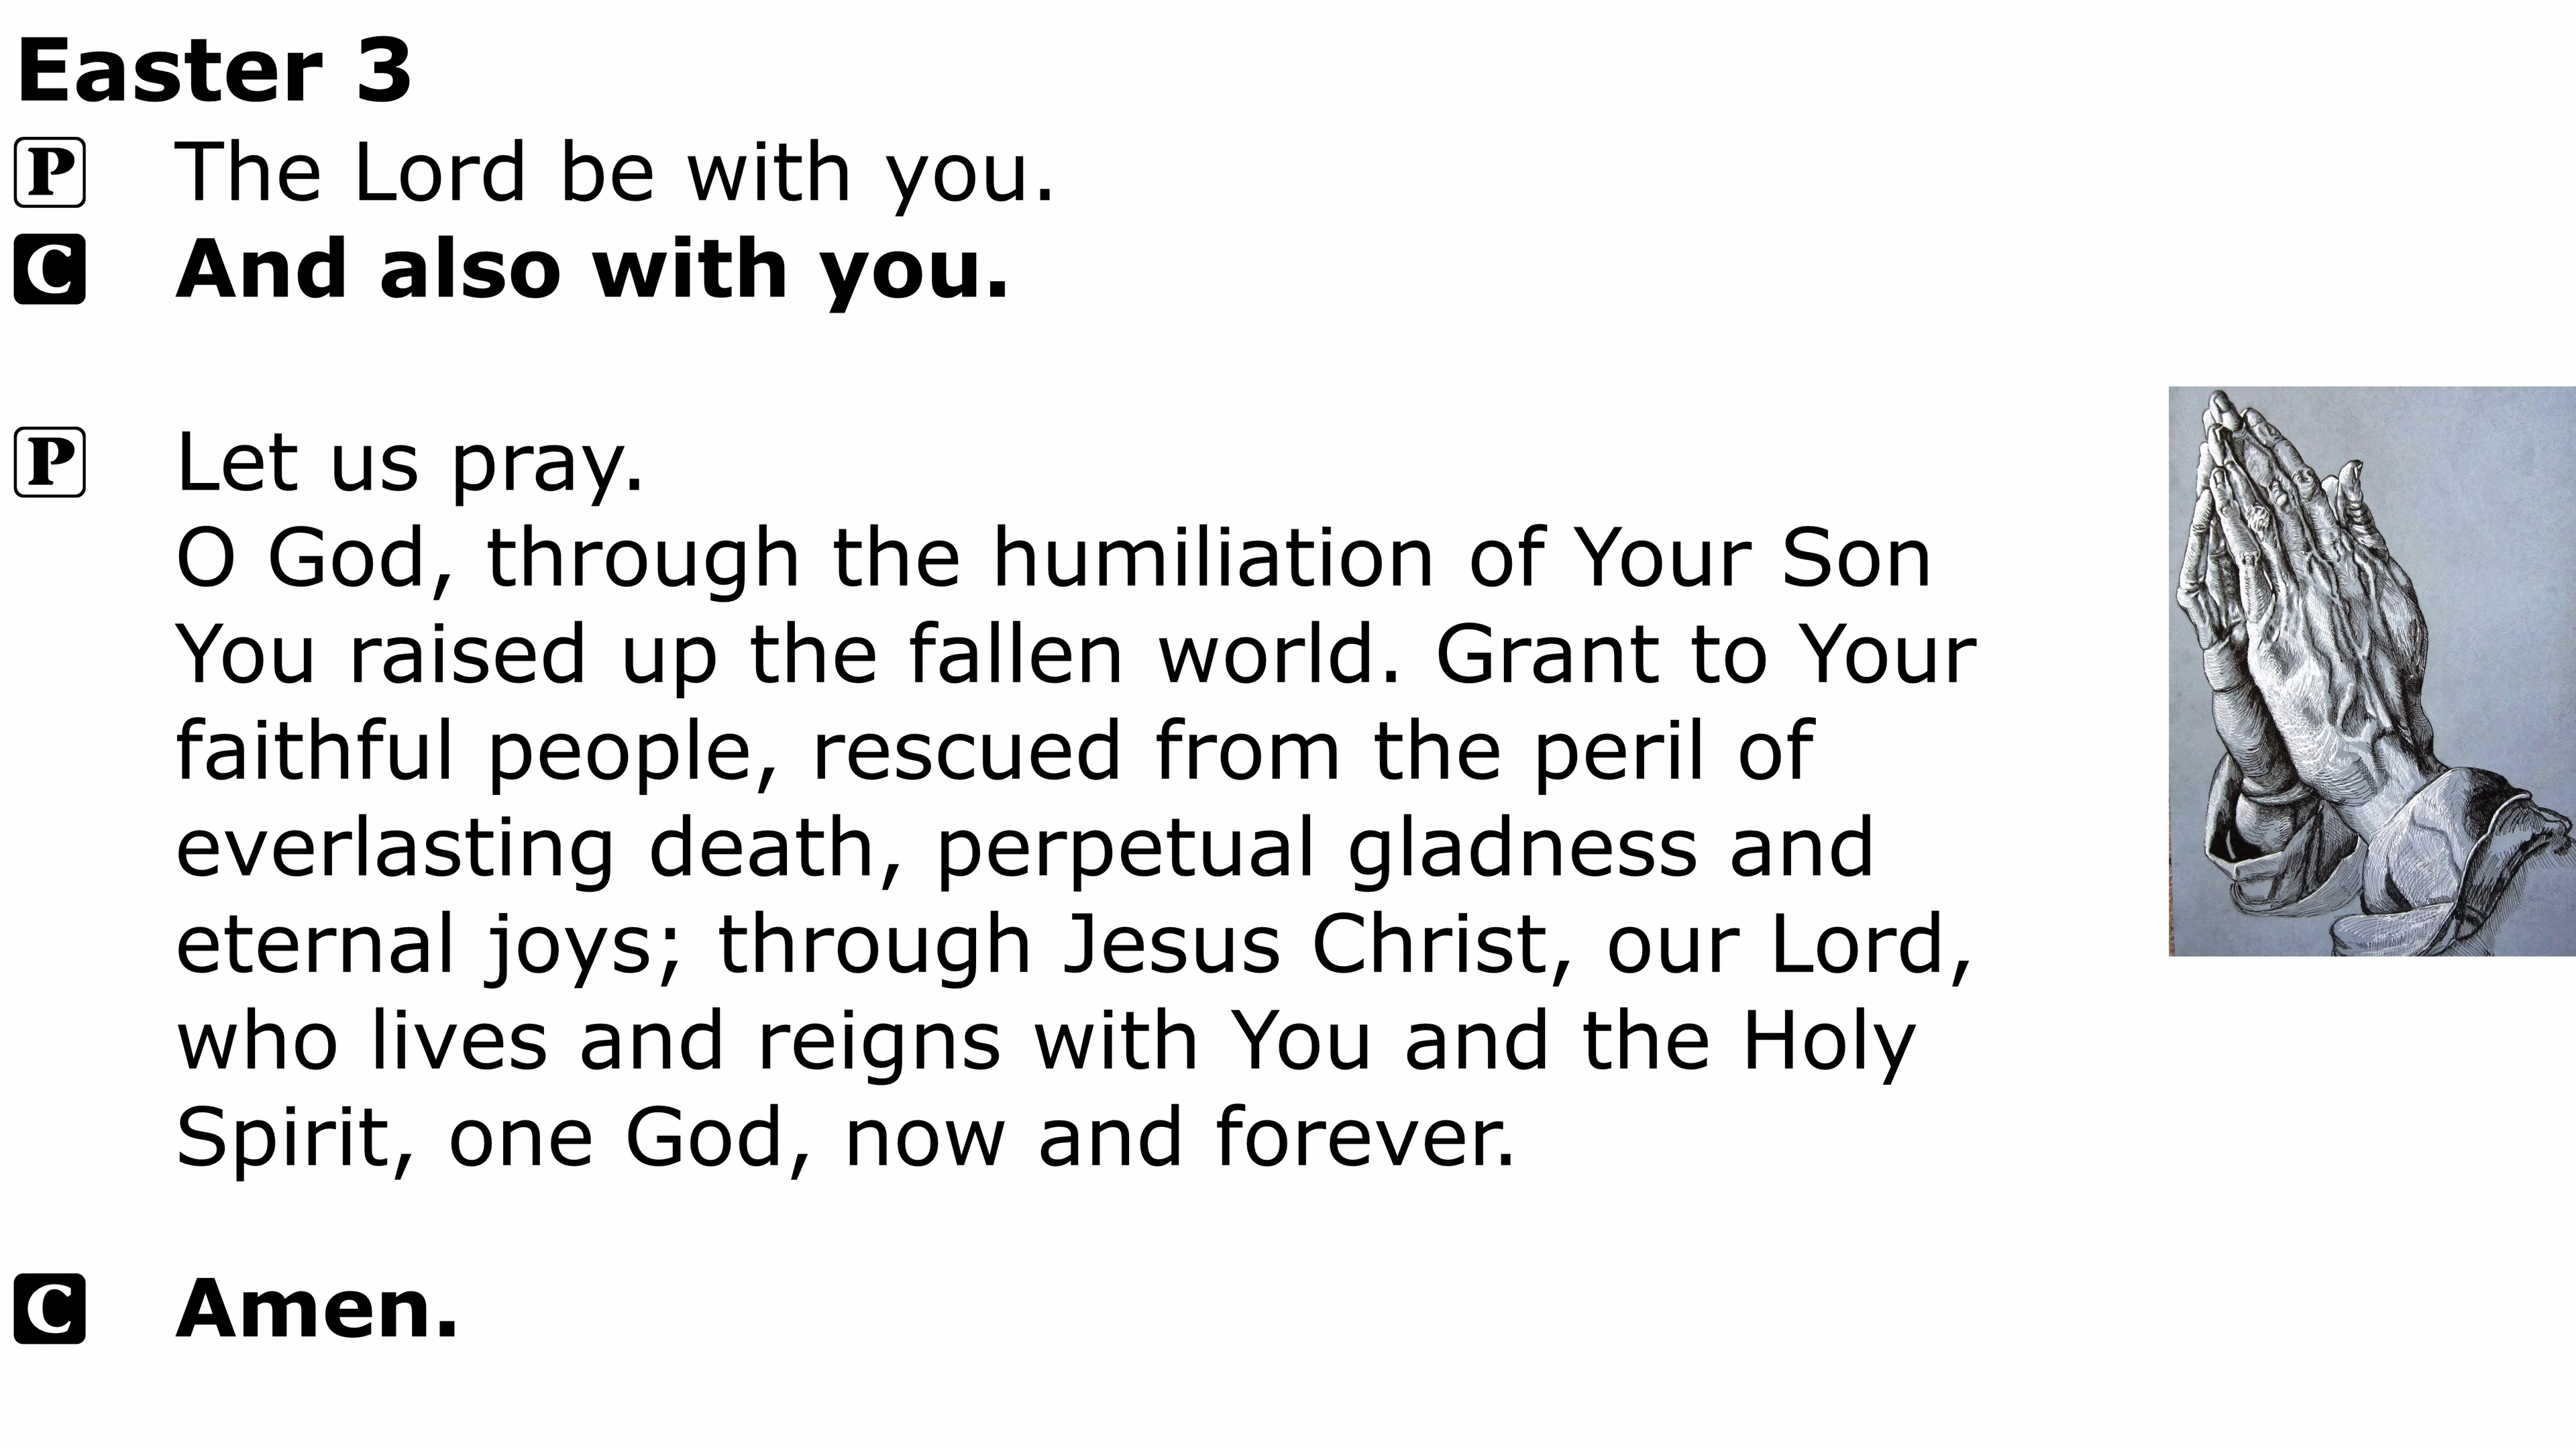 Easter 3
P The Lord be with you.
C And also with you.
P Let us pray.
O God, through the humiliation of Your Son
You raised up the fallen world. Grant to Your
faithful people, rescued from the peril of
everlasting death, perpetual gladness and
eternal joys; through Jesus Christ, our Lord,
who lives and reigns with You and the Holy
Spirit, one God, now and forever.
C Amen.